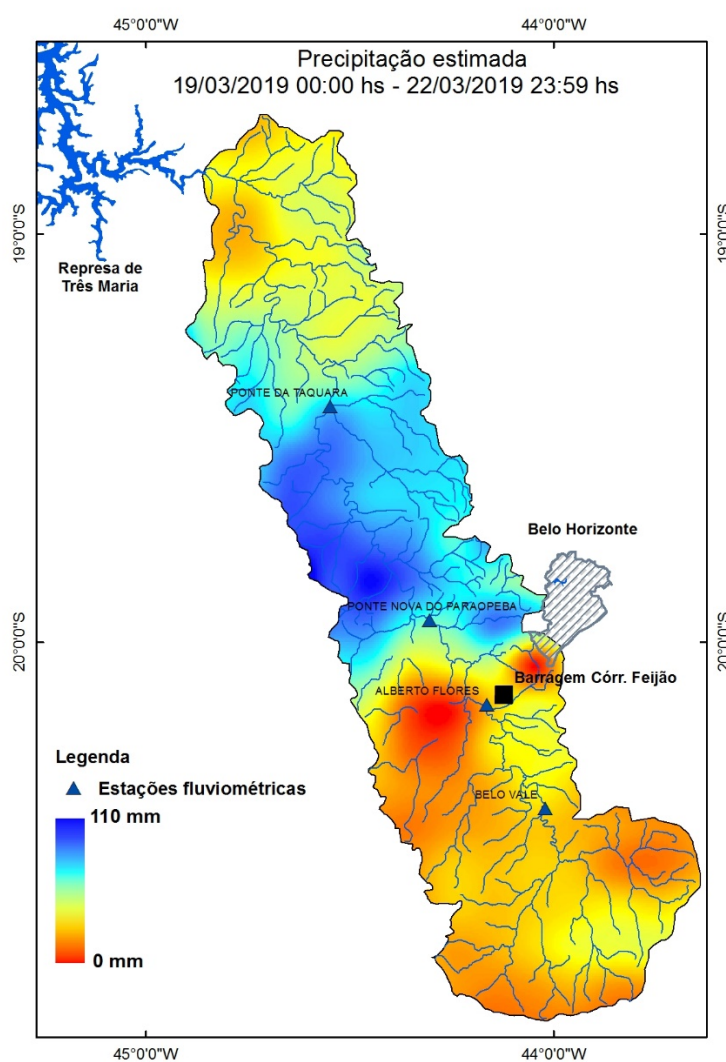 45°0'0"W
44°0'0"W
Precipitação estimada
19/03/2019 00:00 hs - 22/03/2019 23:59 hs
19°0'0"S
19°0'0"S
Represa de
Três Maria
PONTE DA TAQUARA
Belo Horizonte
PONTE NOVA DO PARAOPEBA
20°0'0"S
20°0'0"S
Barragem Córr. Feijão
ALBERTO FLORES
Legenda
Estações fluviométricas
BELO VALE
110 mm
0 mm
45°0'0"W
44°0'0"W